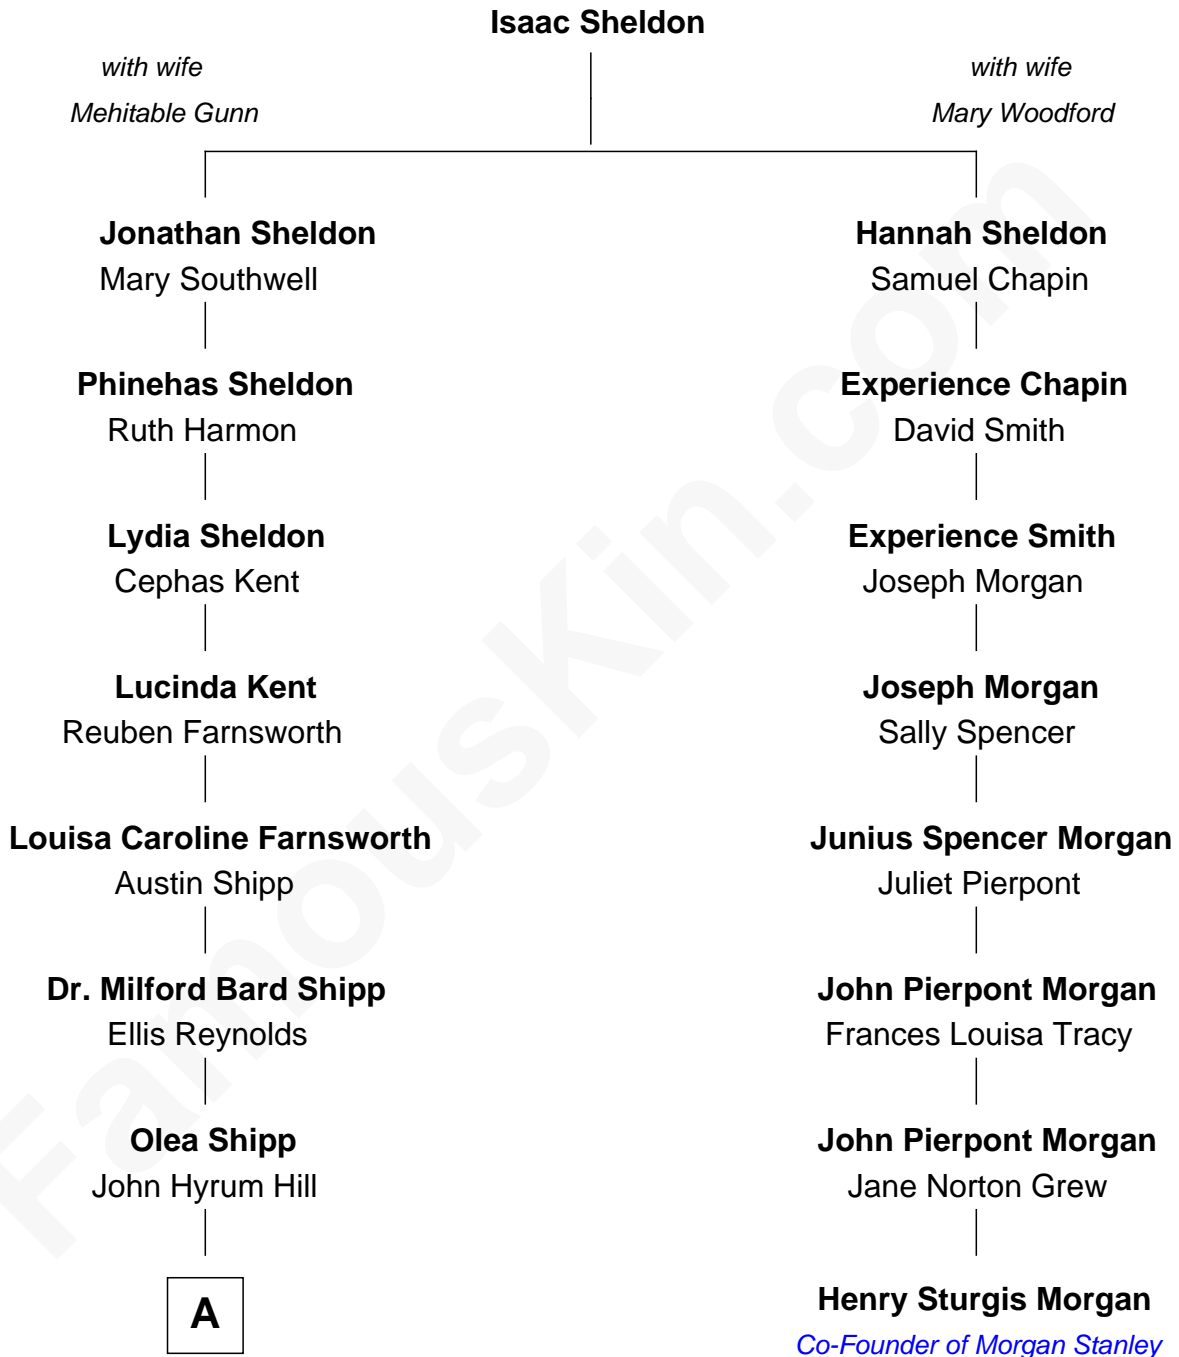 Isaac Sheldon
with wife
Mehitable Gunn
with wife
Mary Woodford
Jonathan Sheldon
Mary Southwell
Phinehas Sheldon
Ruth Harmon
Lydia Sheldon
Cephas Kent
Lucinda Kent
Reuben Farnsworth
Louisa Caroline Farnsworth
Austin Shipp
Dr. Milford Bard Shipp
Ellis Reynolds
Olea Shipp
John Hyrum Hill
A
Hannah Sheldon
Samuel Chapin
Experience Chapin
David Smith
Experience Smith
Joseph Morgan
Joseph Morgan
Sally Spencer
Junius Spencer Morgan
Juliet Pierpont
John Pierpont Morgan
Frances Louisa Tracy
John Pierpont Morgan
Jane Norton Grew
Henry Sturgis Morgan
Co-Founder of Morgan Stanley
FamousKin.com